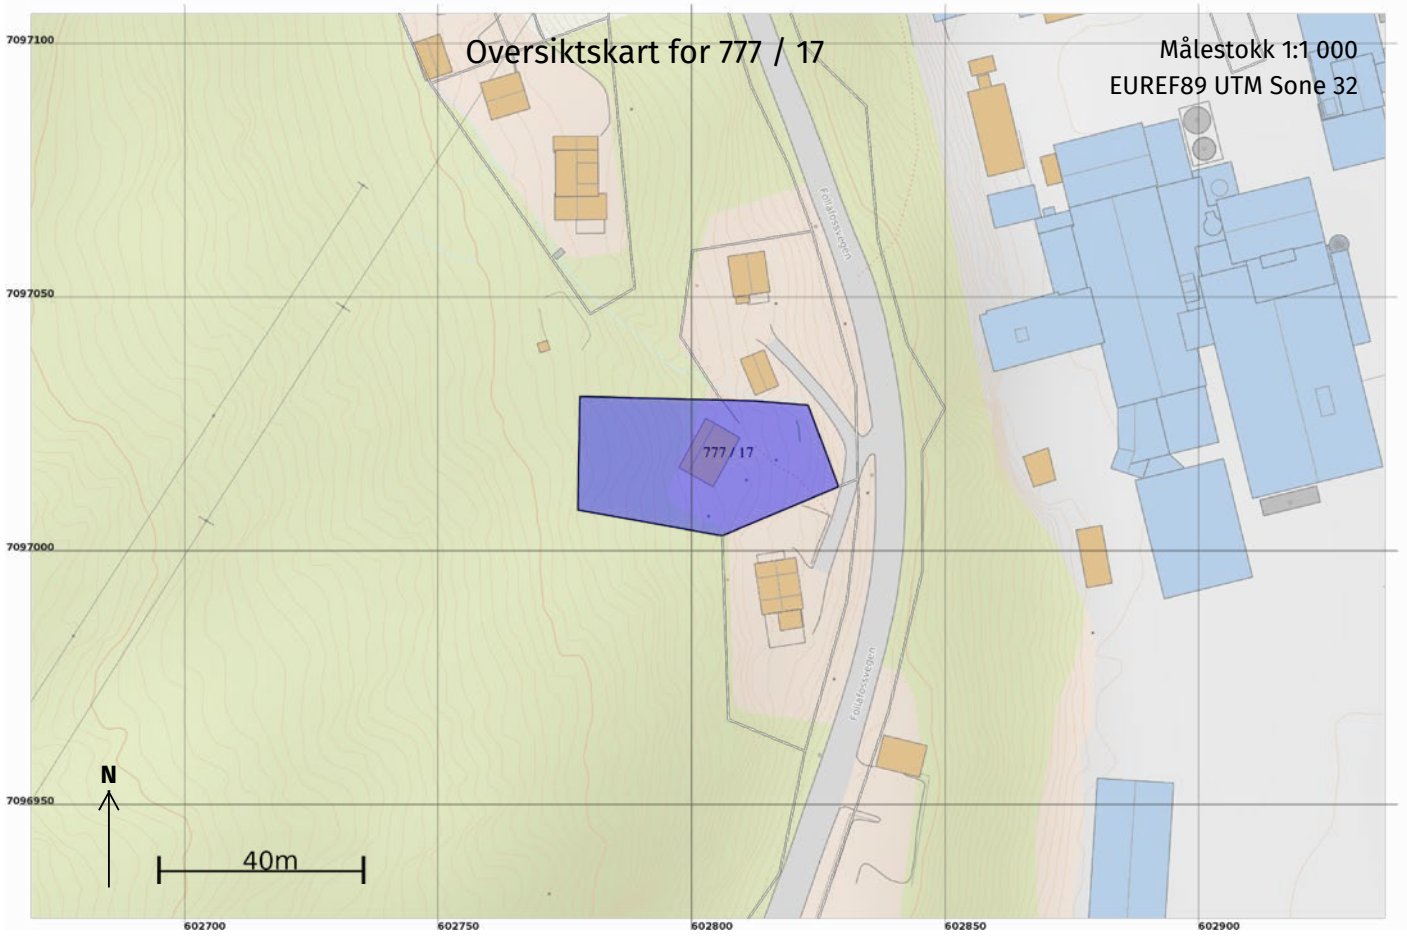 7097100
Oversiktskart for 777 / 17
Målestokk 1:1 000
EUREF89 UTM Sone 32
Follafossvegen
7097050
777 / 17
7097000
Follafossvegen
N
7096950
40m
602700
602750
602800
602850
602900